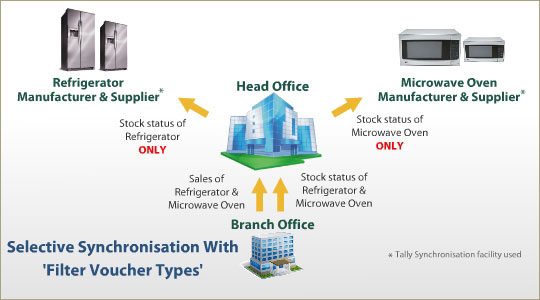 Refrigerator
Manufacturer & Supplier*
Head Office
Microwave Oven
Manufacturer & Supplier*
Stock status of
Refrigerator
ONLY
Stock status of
Microwave Oven
ONLY
Sales of
Refrigerator &
Microwave Oven
Stock status of
Refrigerator &
Microwave Oven
Branch Office
Selective Synchronisation With
'Filter Voucher Types'
* Tally Synchronisation facility used